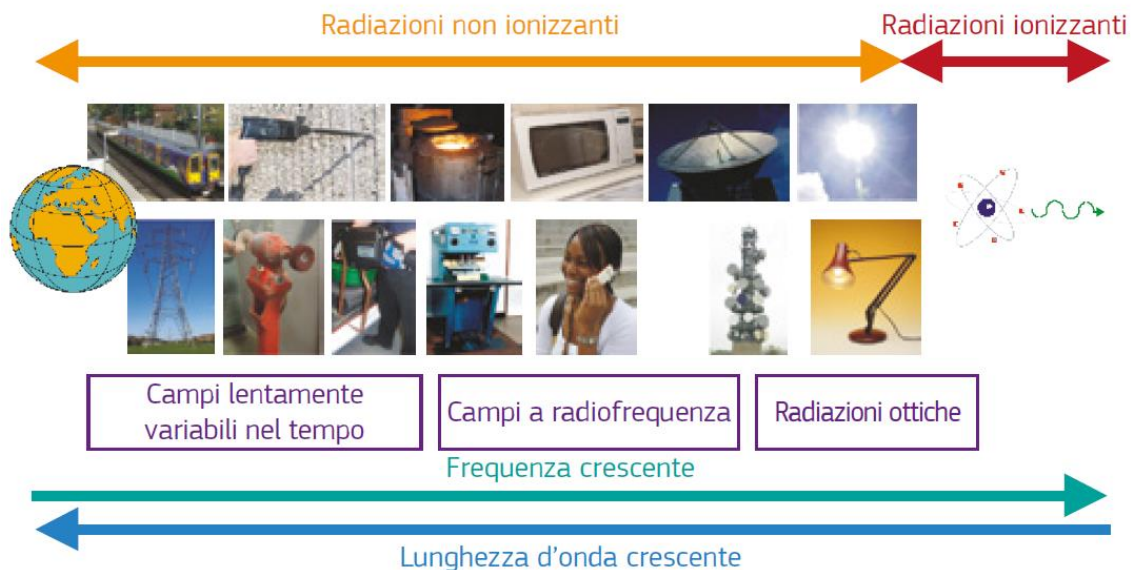 Radiazioni non ionizzanti
Radiazioni ionizzanti
Campi lentamente
variabili nel tempo
Campi a radiofrequenza
Radiazioni ottiche
Frequenza crescente
Lunghezza d'onda crescente